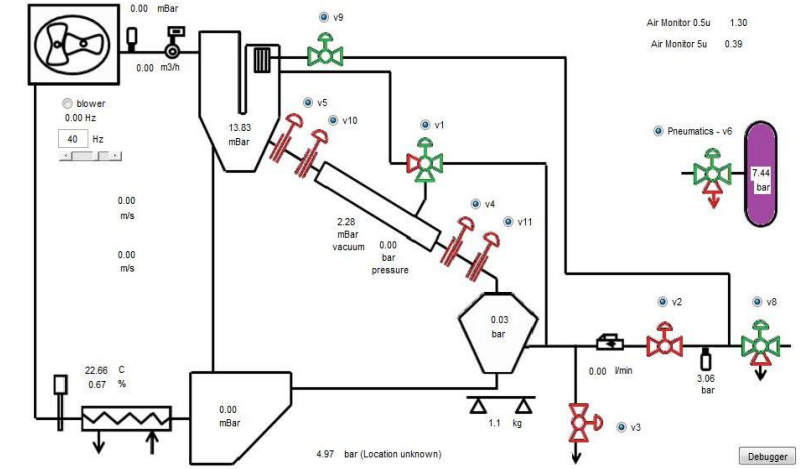 0.00 mBar
v9
Air Monitor 0.5u 1.30
Air Monitor 5u 0.39
0.00 m3/h
blower
0.00 Hz
40 Hz
v5
v10
v1
13.83
mBar
Pneumatics - v6
7.44
bar
0.00
m/s
v4
v11
2.28
mBar
vacuum
0.00
bar
pressure
0.00
m/s
v2
v8
0.03
bar
0.00 l/min
3.06
bar
22.66 C
0.67 %
0.00
mBar
1.1 kg
v3
4.97 bar (Location unknown)
Debugger